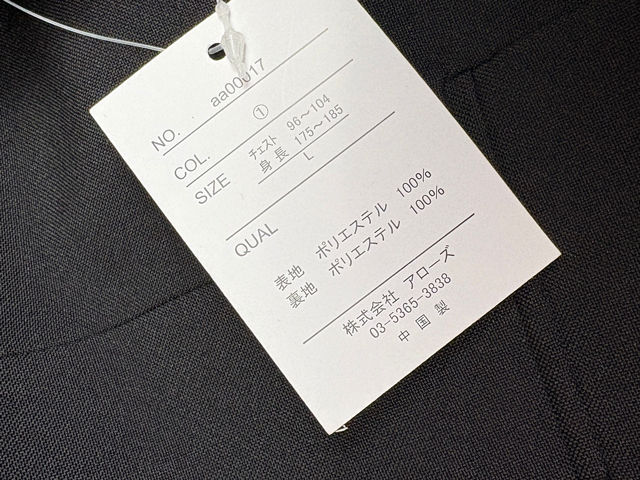 NO. aa00017
COL. ①
SIZE チェスト 96～104
身長 175～185
L
QUAL
表地 ポリエステル 100%
裏地 ポリエステル 100%
株式会社 アローズ
03-5365-3838
中国製